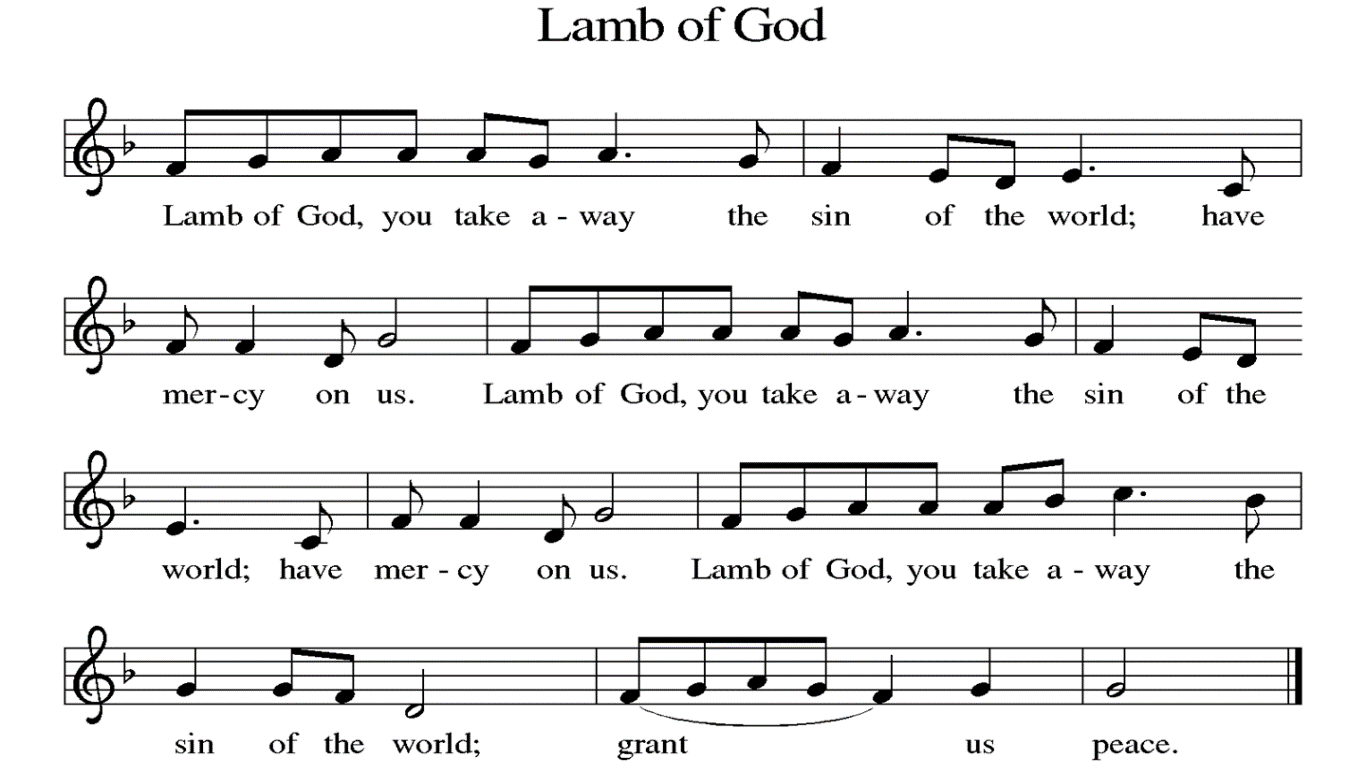 Lamb of God
Lamb of God, you take a - way the sin of the world; have
mer - cy on us. Lamb of God, you take a - way the sin of the
world; have mer - cy on us. Lamb of God, you take a - way the
sin of the world; grant us peace.